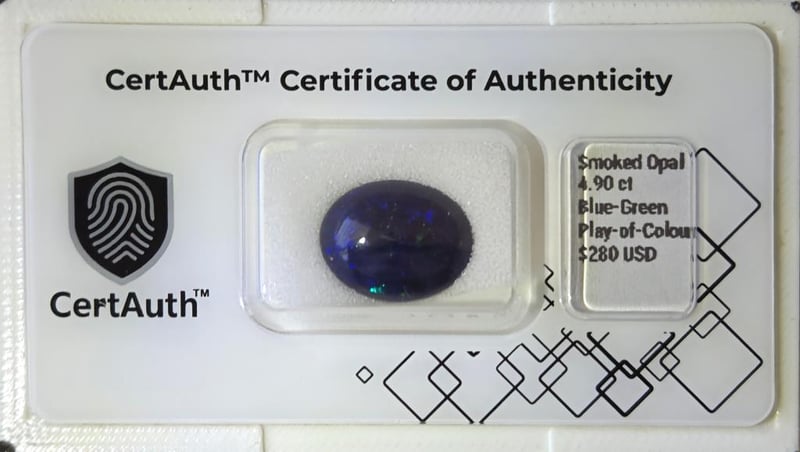 CertAuth™ Certificate of Authenticity
CertAuth™
Smoked Opal
4.90 ct
Blue-Green
Play-of-Colour
$280 USD